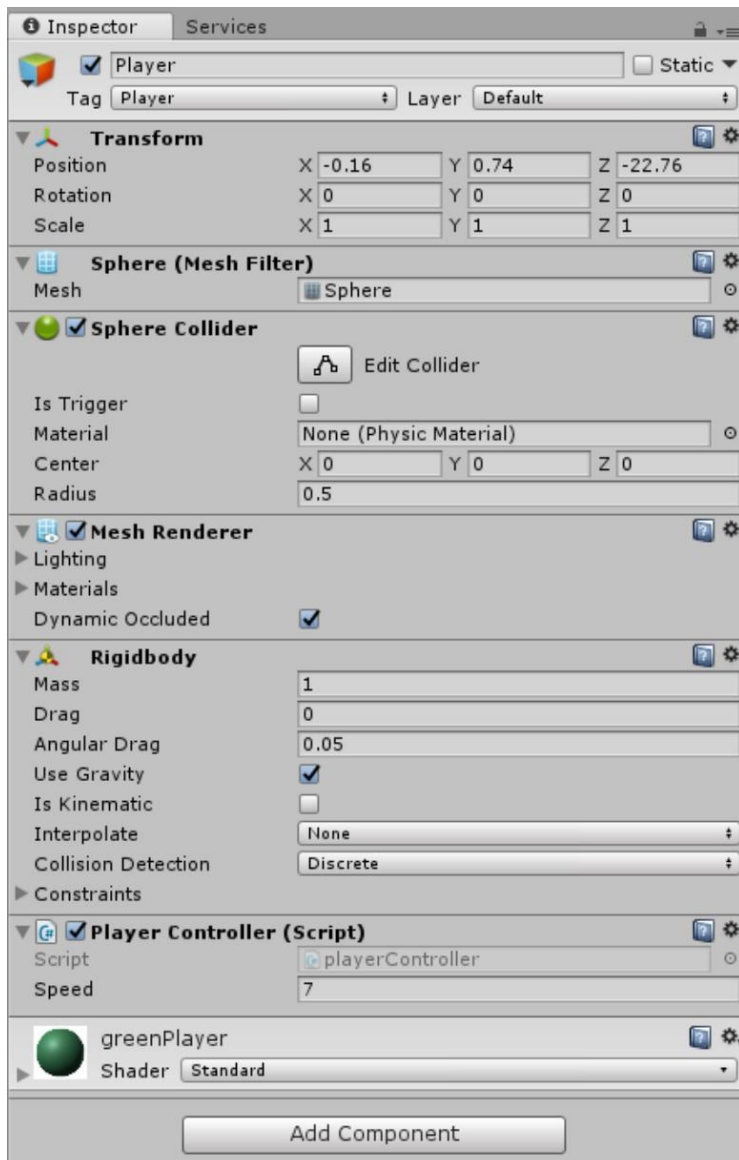 Inspector Services
Player Static
Tag Player Layer Default
Transform
Position X -0.16 Y 0.74 Z -22.76
Rotation X 0 Y 0 Z 0
Scale X 1 Y 1 Z 1
Sphere (Mesh Filter)
Mesh Sphere
Sphere Collider
Edit Collider
Is Trigger
Material None (Physic Material)
Center X 0 Y 0 Z 0
Radius 0.5
Mesh Renderer
Lighting
Materials
Dynamic Occluded
Rigidbody
Mass 1
Drag 0
Angular Drag 0.05
Use Gravity
Is Kinematic
Interpolate None
Collision Detection Discrete
Constraints
C# Player Controller (Script)
Script playerController
Speed 7
greenPlayer
Shader Standard
Add Component